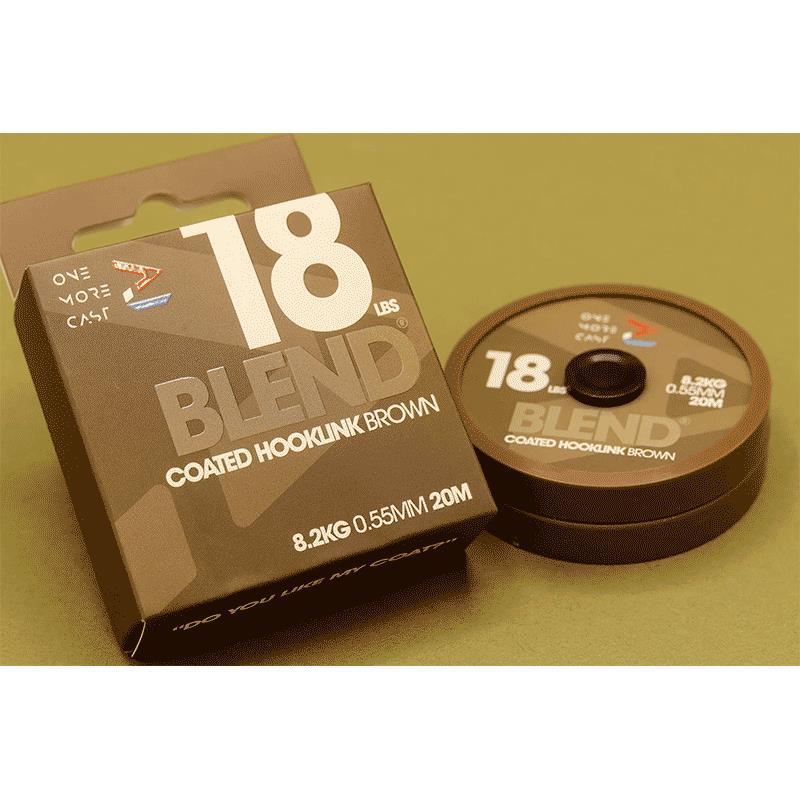 ONE
MORE
CAST
18
LBS
BLEND®
COATED HOOKLINK BROWN
8.2KG 0.55MM 20M
"DO YOU LIKE MY COAT?"
ONE
MORE
CAST
18
LBS
8.2KG
0.55MM
20M
BLEND®
COATED HOOKLINK BROWN